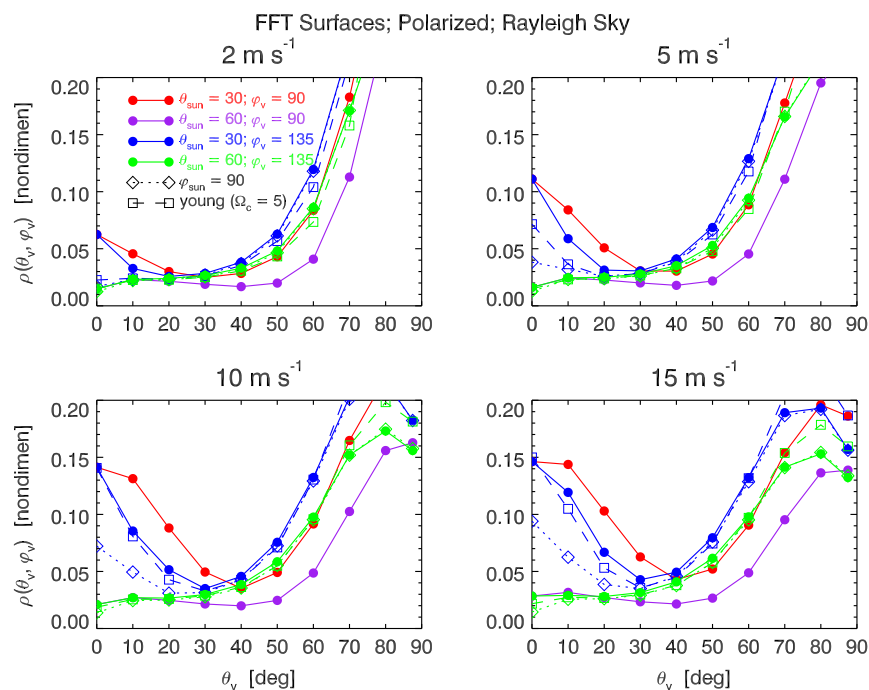 FFT Surfaces; Polarized; Rayleigh Sky
2 m s⁻¹
5 m s⁻¹
ρ(θᵥ, φᵥ) [nondimen]
0.20
0.15
0.10
0.05
0.00
0 10 20 30 40 50 60 70 80 90
θsun = 30; φv = 90
θsun = 60; φv = 90
θsun = 30; φv = 135
θsun = 60; φv = 135
φsun = 90
young (Ωc = 5)
0.20
0.15
0.10
0.05
0.00
0 10 20 30 40 50 60 70 80 90
10 m s⁻¹
15 m s⁻¹
ρ(θᵥ, φᵥ) [nondimen]
0.20
0.15
0.10
0.05
0.00
0 10 20 30 40 50 60 70 80 90
θᵥ [deg]
0.20
0.15
0.10
0.05
0.00
0 10 20 30 40 50 60 70 80 90
θᵥ [deg]